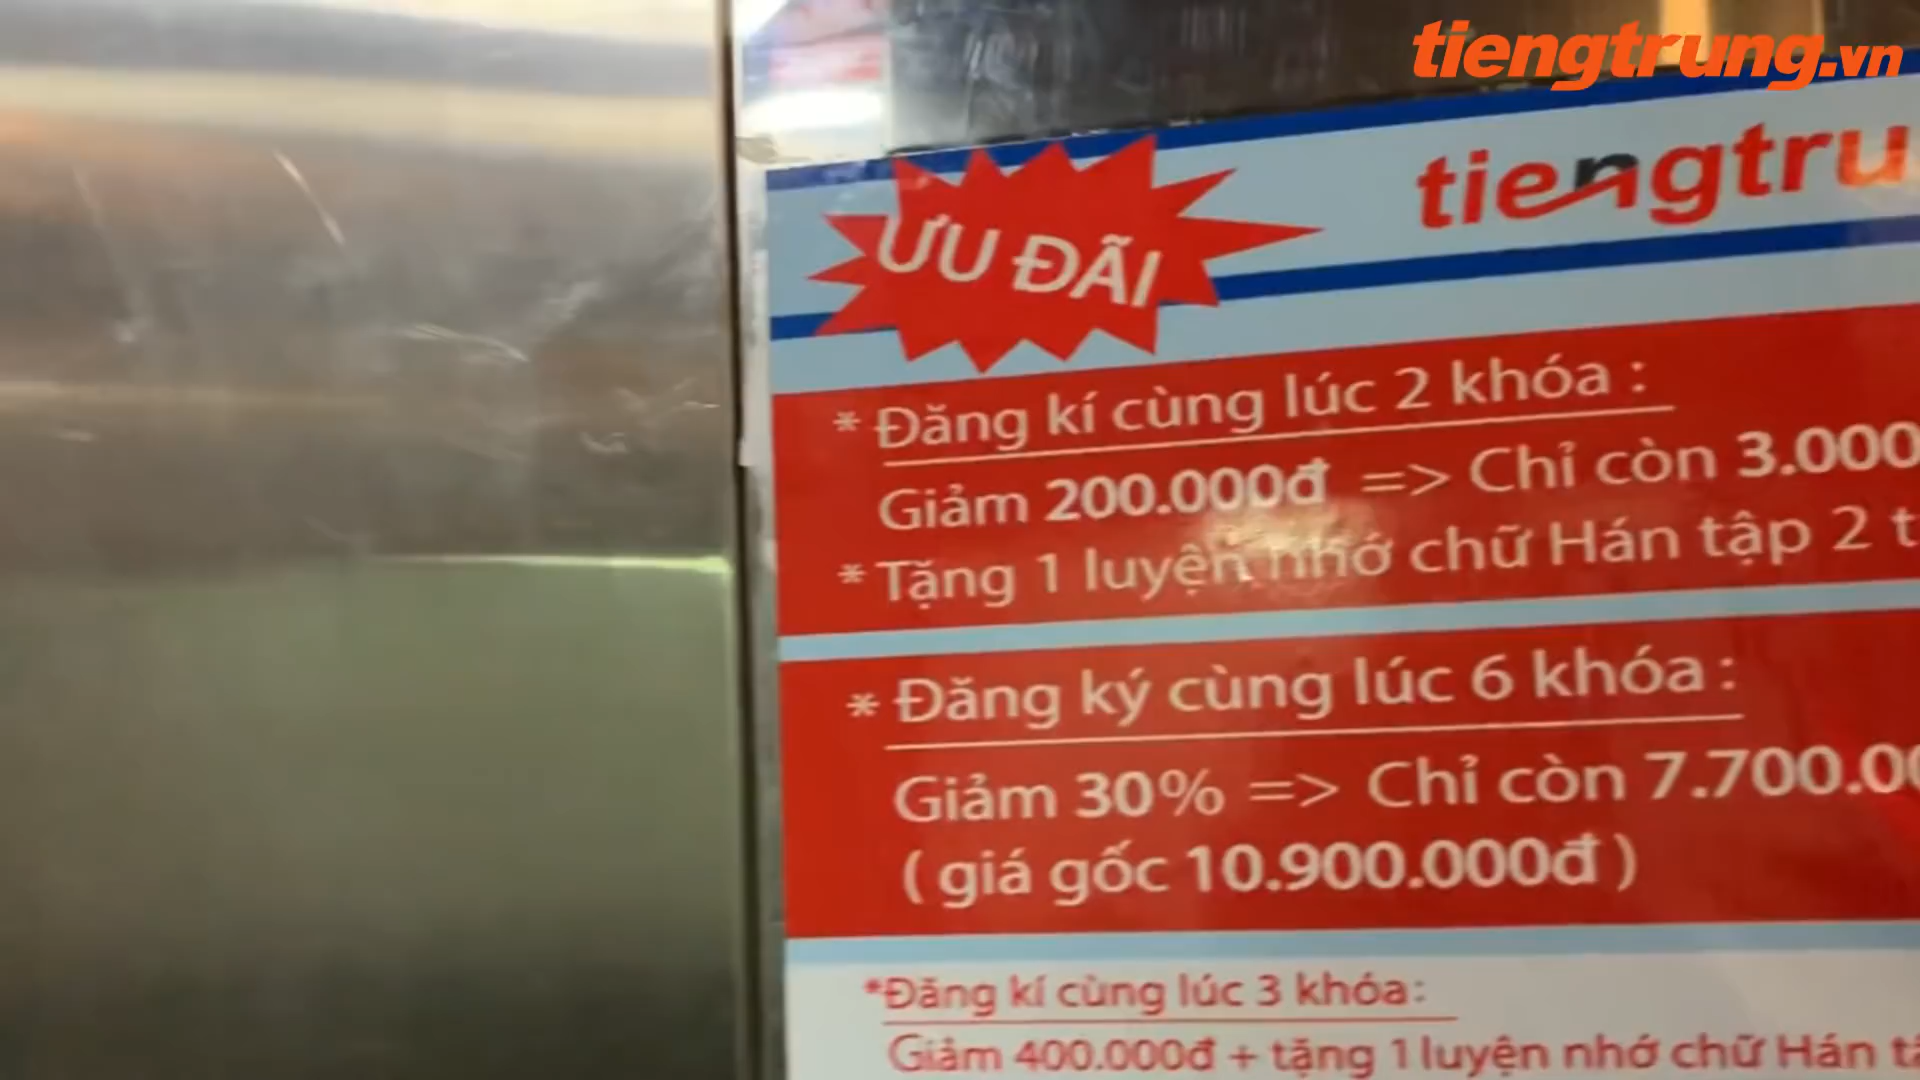 tiengtrung.vn
tiengtru
ƯU ĐÃI
* Đăng kí cùng lúc 2 khóa :
Giảm 200.000đ => Chỉ còn 3.000
* Tặng 1 luyện nhớ chữ Hán tập 2 t
* Đăng ký cùng lúc 6 khóa :
Giảm 30% => Chỉ còn 7.700.00
( giá gốc 10.900.000đ )
*Đăng kí cùng lúc 3 khóa:
Giảm 400.000đ + tặng 1 luyện nhớ chữ Hán tậ